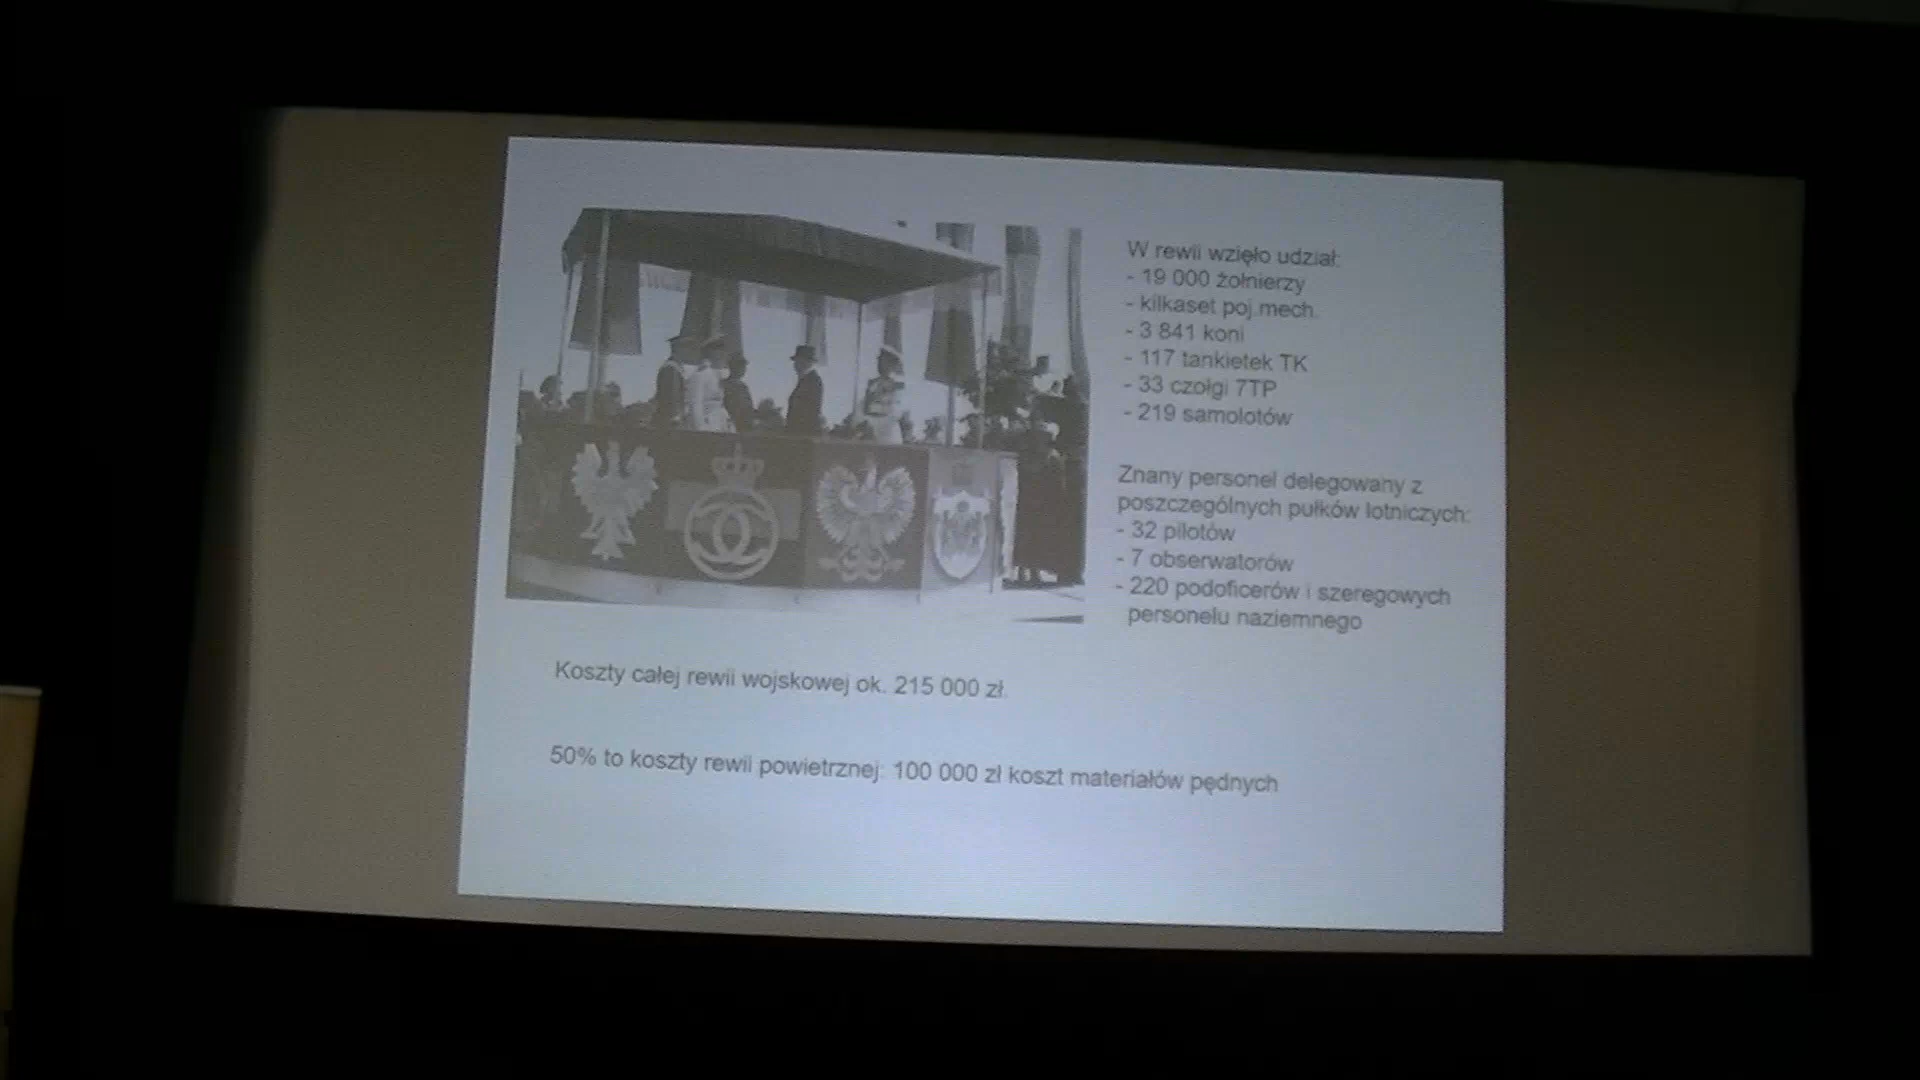 W rewii wzięło udział:
- 19 000 żołnierzy
- kilkaset poj.mech.
- 3 841 koni
- 117 tankietek TK
- 33 czołgi 7TP
- 219 samolotów
Znany personel delegowany z
poszczególnych pułków lotniczych:
- 32 pilotów
- 7 obserwatorów
- 220 podoficerów i szeregowych
personelu naziemnego
Koszty całej rewii wojskowej ok. 215 000 zł.
50% to koszty rewii powietrznej: 100 000 zł koszt materiałów pędnych